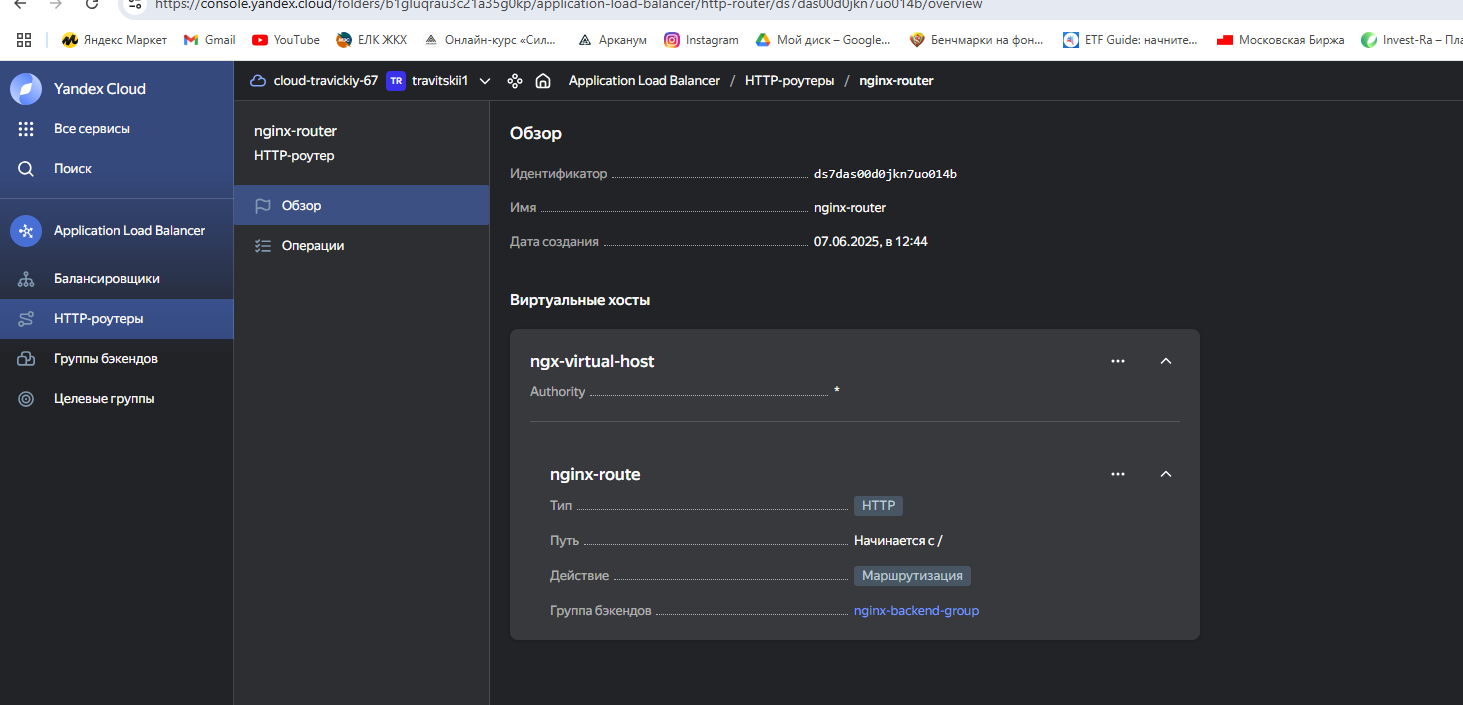 https://console.yandex.cloud/folders/b1gluqrau3c21a35g0kp/application-load-balancer/http-router/ds7das00d0jkn7uo014b/overview
Яндекс Маркет Gmail YouTube ЕЛК ЖКХ Онлайн-курс «Сил... Арканум Instagram Мой диск – Google... Бенчмарки на фон... ETF Guide: начните... Московская Биржа Invest-Ra – Пла
Yandex Cloud
Все сервисы
Поиск
Application Load Balancer
Балансировщики
HTTP-роутеры
Группы бэкендов
Целевые группы
cloud-travickiy-67 TR travitskii1 Application Load Balancer / HTTP-роутеры / nginx-router
nginx-router
HTTP-роутер
Обзор
Операции
Обзор
Идентификатор ds7das00d0jkn7uo014b
Имя nginx-router
Дата создания 07.06.2025, в 12:44
Виртуальные хосты
ngx-virtual-host
Authority *
nginx-route
Тип HTTP
Путь Начинается с /
Действие Маршрутизация
Группа бэкендов nginx-backend-group